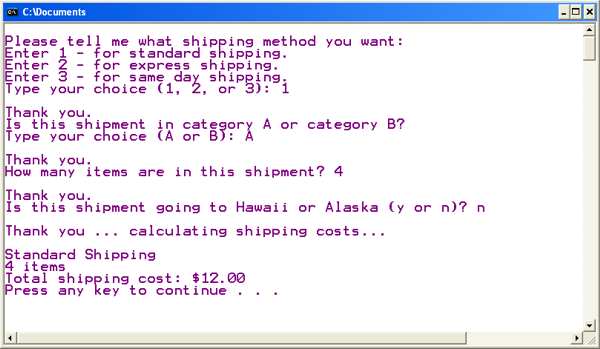 C:\Documents
Please tell me what shipping method you want:
Enter 1 - for standard shipping.
Enter 2 - for express shipping.
Enter 3 - for same day shipping.
Type your choice (1, 2, or 3): 1
Thank you.
Is this shipment in category A or category B?
Type your choice (A or B): A
Thank you.
How many items are in this shipment? 4
Thank you.
Is this shipment going to Hawaii or Alaska (y or n)? n
Thank you ... calculating shipping costs...
Standard Shipping
4 items
Total shipping cost: $12.00
Press any key to continue . . .